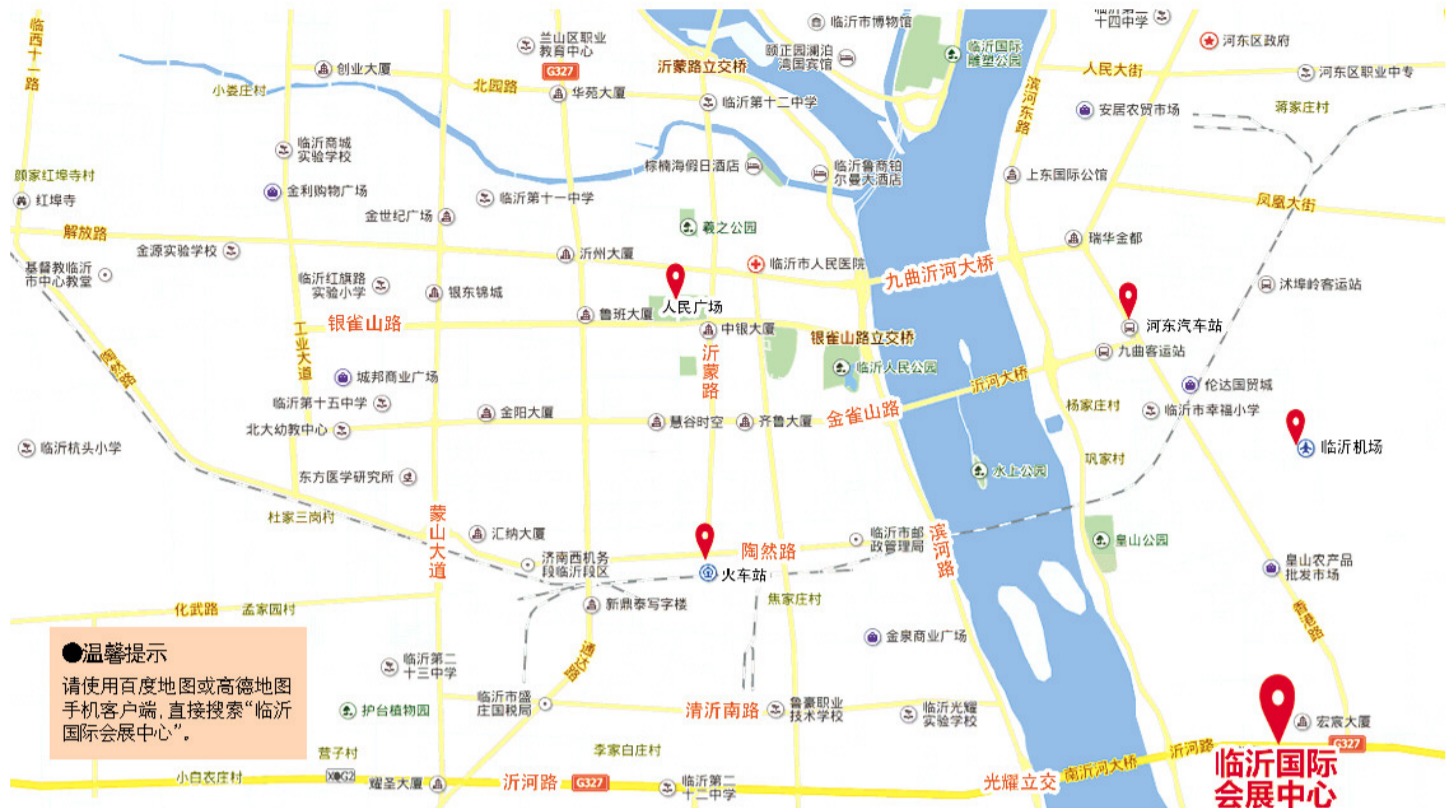 临沂市博物馆
临沂第二
十四中学
兰山区职业
教育中心
临西十一路
颐正园澜泊
湾国宾馆
临沂国际
雕塑公园
河东区政府
沂蒙路立交桥
创业大厦
G327
人民大街
河东区职业中专
北园路
小娄庄村
华苑大厦
临沂第十二中学
滨河东路
安居农贸市场
蒋家庄村
临沂商城
实验学校
棕榈海假日酒店
临沂鲁商铂
尔曼大酒店
颜家红埠寺村
上东国际公馆
红埠寺
金利购物广场
临沂第十一中学
凤凰大街
金世纪广场
羲之公园
解放路
金源实验学校
沂州大厦
瑞华金都
基督教临沂
市中心教堂
临沂市人民医院
九曲沂河大桥
临沂红旗路
实验小学
银东锦城
沭埠岭客运站
人民广场
鲁班大厦
银雀山路
中银大厦
银雀山路立交桥
河东汽车站
工业大道
陶然路
沂蒙路
九曲客运站
城邦商业广场
临沂人民公园
沂河大桥
伦达国贸城
临沂第十五中学
金阳大厦
杨家庄村
临沂市幸福小学
北大幼教中心
慧谷时空
齐鲁大厦
金雀山路
临沂杭头小学
临沂机场
巩家村
东方医学研究所
水上公园
杜家三岗村
蒙山大道
汇纳大厦
临沂市邮
政管理局
滨河路
皇山公园
陶然路
济南西机务
段临沂段区
火车站
皇山农产品
批发市场
化武路
孟家园村
新鼎泰写字楼
焦家庄村
香港路
金泉商业广场
●温馨提示
请使用百度地图或高德地图
手机客户端，直接搜索“临沂
国际会展中心”。
临沂第二
十三中学
通达路
临沂市盛
庄国税局
护台植物园
清沂南路
鲁豪职业
技术学校
临沂光耀
实验学校
宏宸大厦
营子村
李家白庄村
沂河路
G327
小白衣庄村
耀圣大厦
沂河路
G327
临沂第二
十二中学
光耀立交
南沂河大桥
临沂国际
会展中心